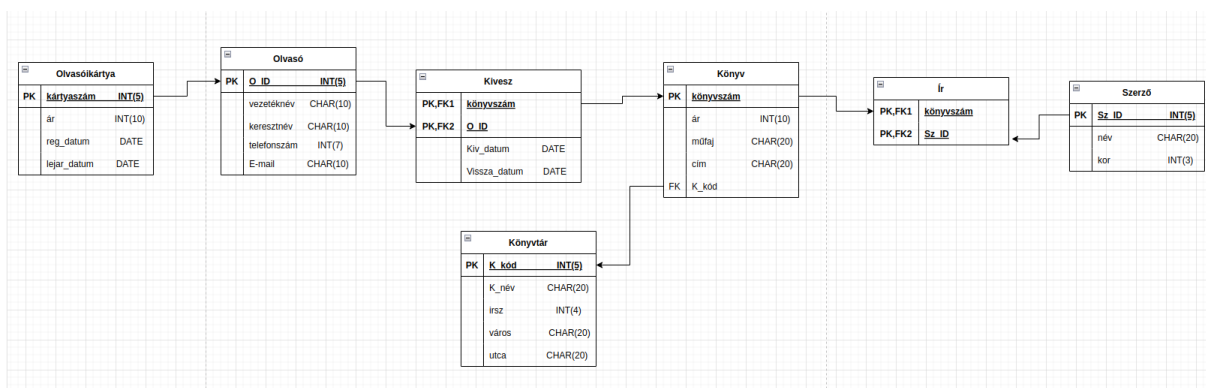 Olvasóikártya
PK kártyaszám INT(5)
ár INT(10)
reg_datum DATE
lejar_datum DATE
Olvasó
PK O_ID INT(5)
vezetéknév CHAR(10)
keresztnév CHAR(10)
telefonszám INT(7)
E-mail CHAR(10)
Kivesz
PK,FK1 könyvszám
PK,FK2 O_ID
Kiv_datum DATE
Vissza_datum DATE
Könyv
PK könyvszám
ár INT(10)
műfaj CHAR(20)
cím CHAR(20)
FK K_kód
Ír
PK,FK1 könyvszám
PK,FK2 Sz_ID
Szerző
PK Sz_ID INT(5)
név CHAR(20)
kor INT(3)
Könyvtár
PK K_kód INT(5)
K_név CHAR(20)
irsz INT(4)
város CHAR(20)
utca CHAR(20)